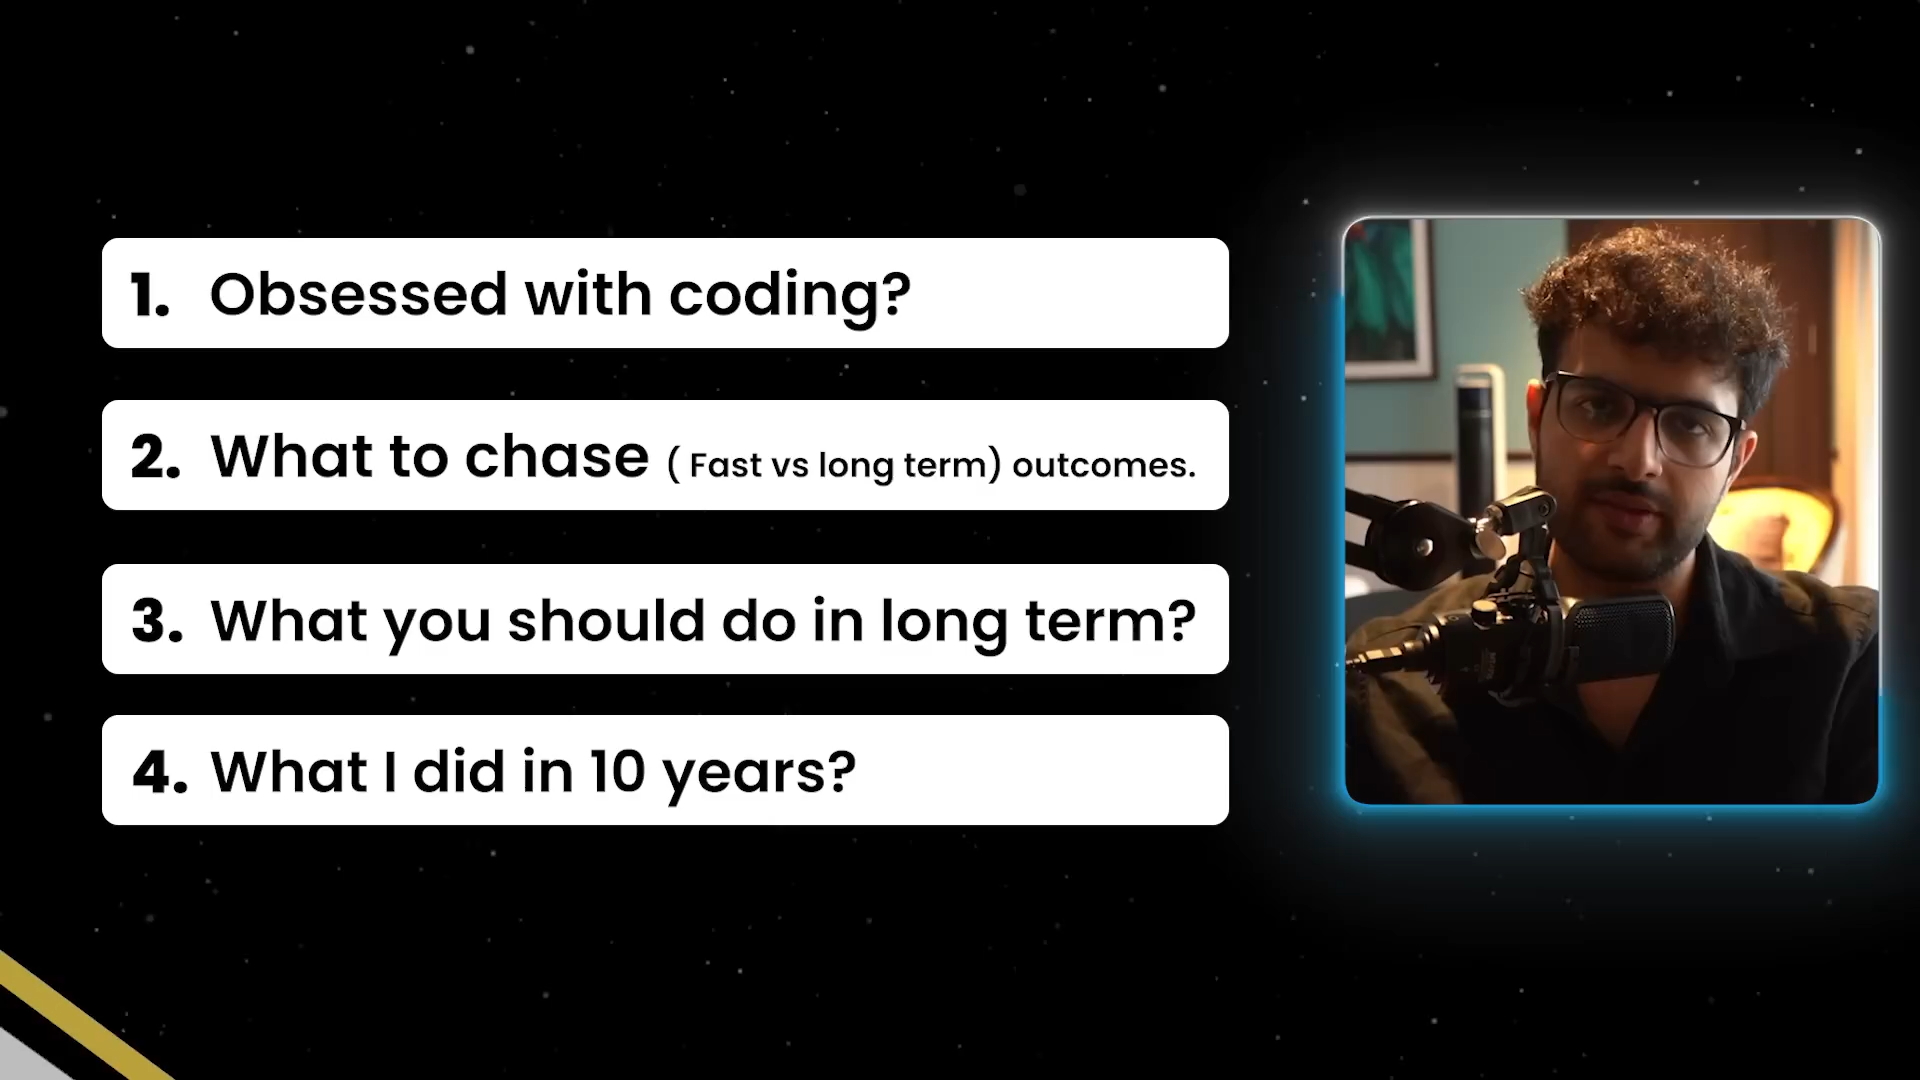 1. Obsessed with coding?
2. What to chase ( Fast vs long term) outcomes.
3. What you should do in long term?
4. What I did in 10 years?